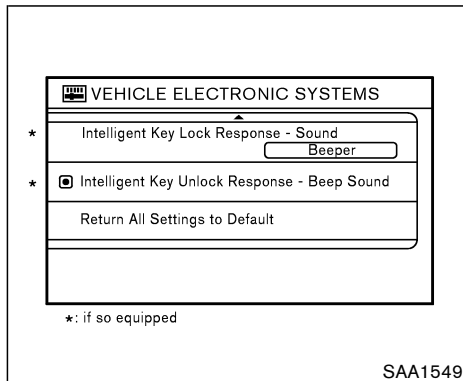 VEHICLE ELECTRONIC SYSTEMS
* Intelligent Key Lock Response - Sound
Beeper
* Intelligent Key Unlock Response - Beep Sound
Return All Settings to Default
*: if so equipped
SAA1549